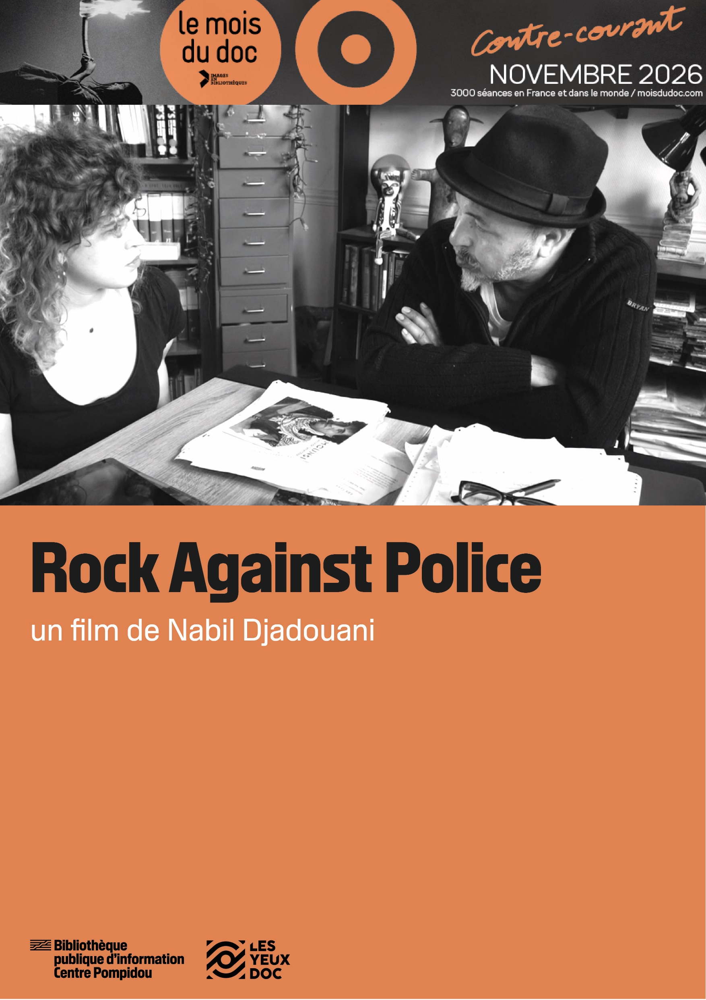 le mois
du doc
IMAGES
EN
BIBLIOTHÈQUES
Contre-courant
NOVEMBRE 2026
3000 séances en France et dans le monde / moisdudoc.com
BRYAN
MOUNSI
Rock Against Police
un film de Nabil Djadouani
Bibliothèque
publique d'information
Centre Pompidou
LES
YEUX
DOC